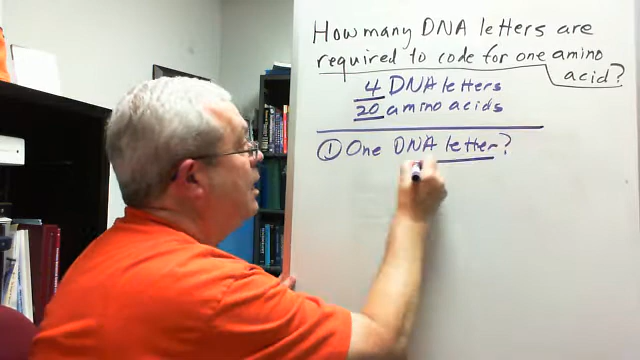 How many DNA letters are
required to code for one amino
acid?
4 DNA letters
20 amino acids
① One DNA letter?